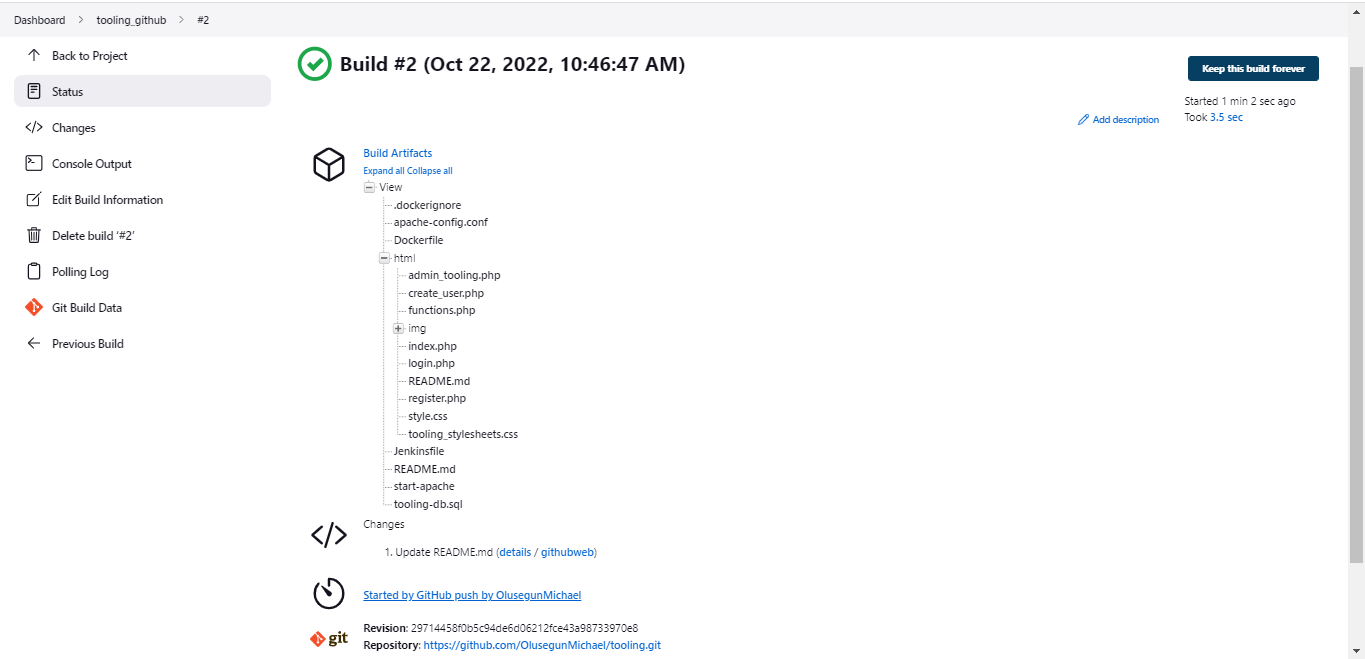 Dashboard > tooling_github > #2
Back to Project
Status
Changes
Console Output
Edit Build Information
Delete build ‘#2’
Polling Log
Git Build Data
Previous Build
Build #2 (Oct 22, 2022, 10:46:47 AM)
Keep this build forever
Started 1 min 2 sec ago
Took 3.5 sec
Add description
Build Artifacts
Expand all Collapse all
View
.dockerignore
apache-config.conf
Dockerfile
html
admin_tooling.php
create_user.php
functions.php
img
index.php
login.php
README.md
register.php
style.css
tooling_stylesheets.css
Jenkinsfile
README.md
start-apache
tooling-db.sql
Changes
1. Update README.md (details / githubweb)
Started by GitHub push by OlusegunMichael
git
Revision: 29714458f0b5c94de6d06212fce43a98733970e8
Repository: https://github.com/OlusegunMichael/tooling.git